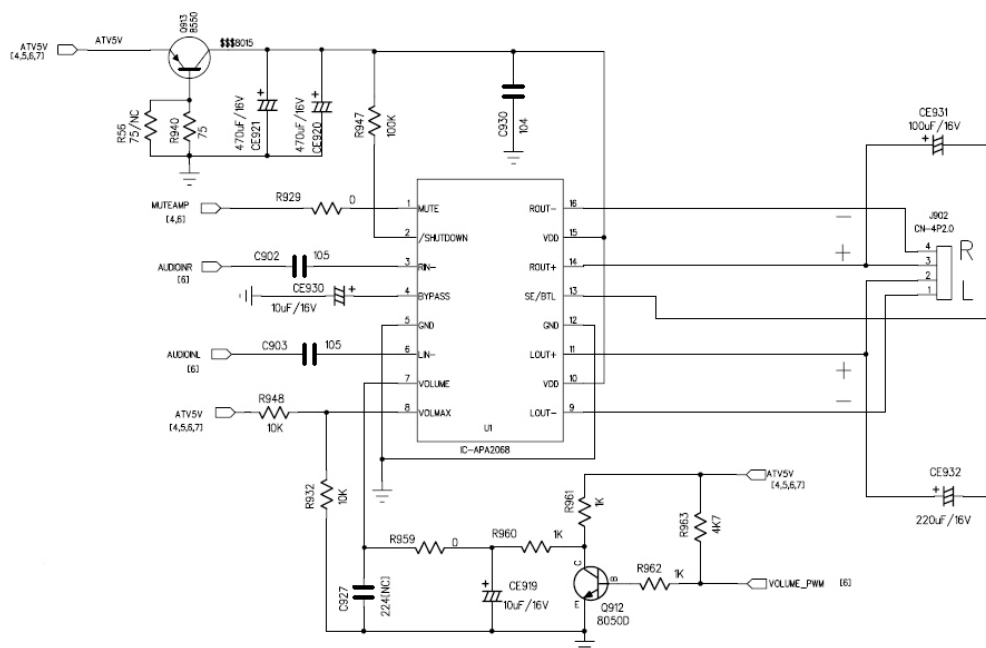 Q913
8550
ATV5V
[4,5,6,7]
ATV5V
$$$8015
R56
75/NC
R940
75
470uF/16V
CE921
470uF/16V
CE920
R947
100K
C930
104
CE931
100uF/16V
MUTEAMP
[4,6]
R929
0
1
MUTE
ROUT-
16
J902
CN-4P2.0
2
/SHUTDOWN
VDD
15
4
R
AUDIOINR
[6]
C902
105
3
RIN-
ROUT+
14
3
CE930
10uF/16V
4
BYPASS
SE/BTL
13
2
L
1
5
GND
GND
12
AUDIOINL
[6]
C903
105
6
LIN-
LOUT+
11
7
VOLUME
VDD
10
ATV5V
[4,5,6,7]
R948
10K
8
VOLMAX
LOUT-
9
U1
IC-APA2068
CE932
220uF/16V
R932
10K
R961
1K
ATV5V
[4,5,6,7]
R963
4K7
R959
0
R960
1K
C927
224[NC]
CE919
10uF/16V
C
B
E
Q912
8050D
R962
1K
VOLUME_PWM
[6]